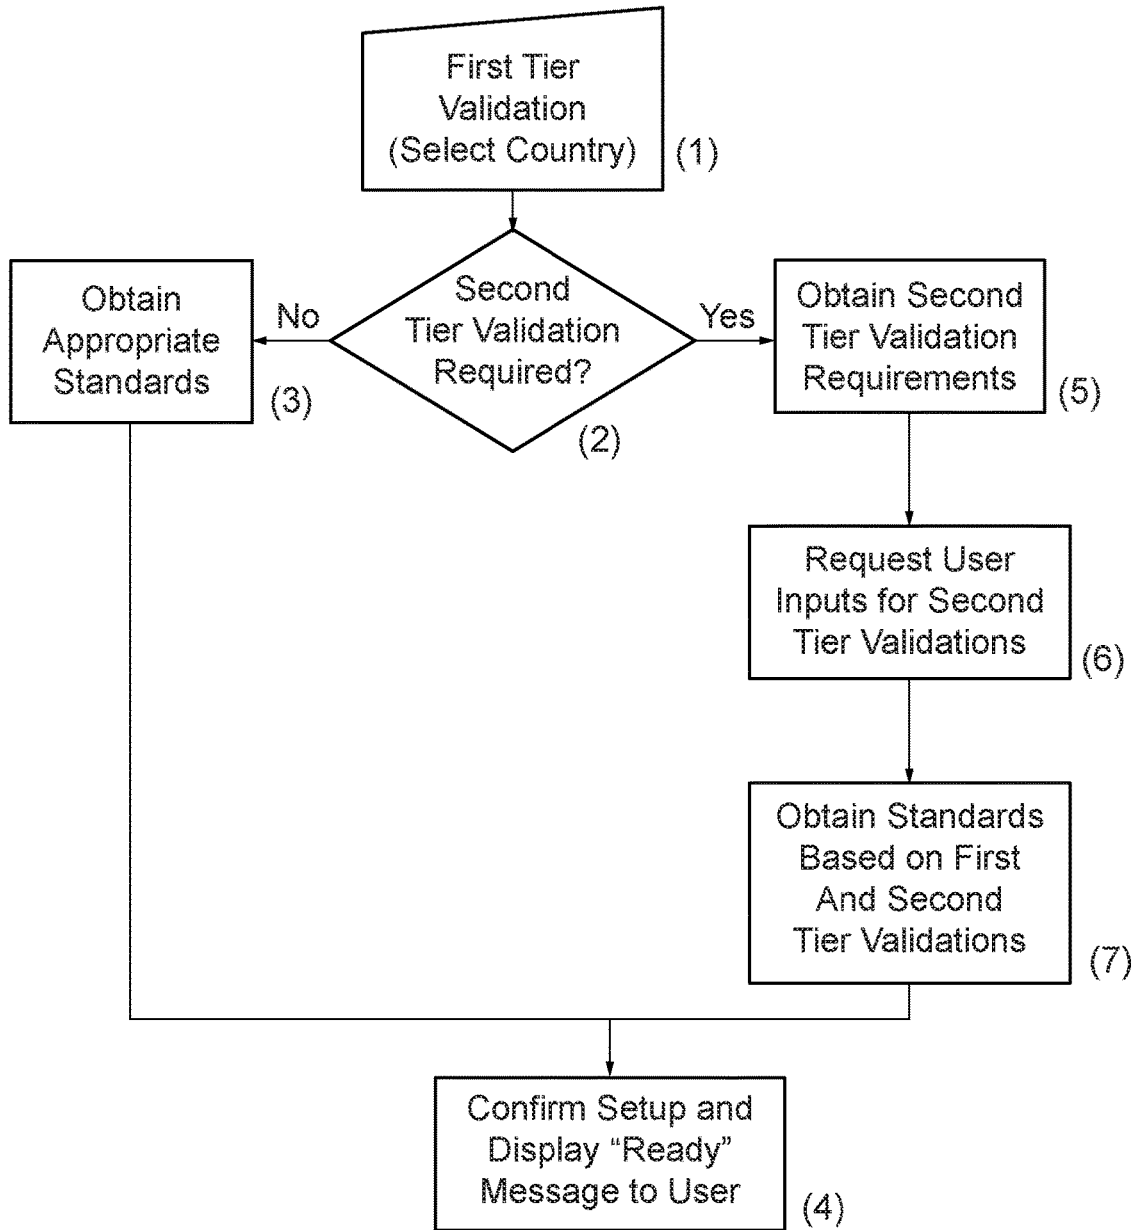 First Tier
Validation
(Select Country)
(1)
Second
Tier Validation
Required?
(2)
No
Yes
Obtain
Appropriate
Standards
(3)
Obtain Second
Tier Validation
Requirements
(5)
Request User
Inputs for Second
Tier Validations
(6)
Obtain Standards
Based on First
And Second
Tier Validations
(7)
Confirm Setup and
Display “Ready”
Message to User
(4)